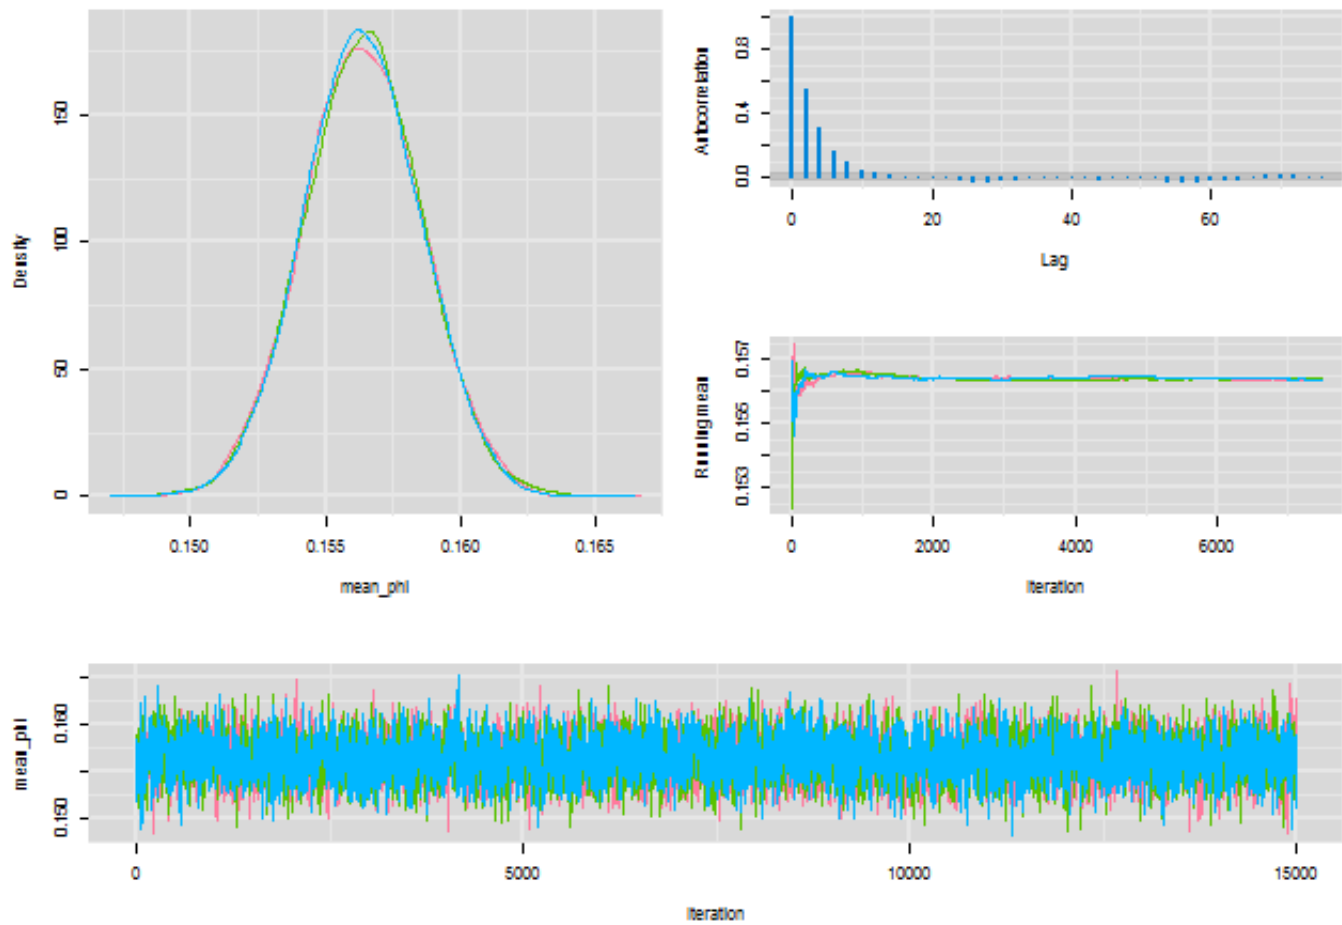 Density
150
100
50
0
0.150 0.155 0.160 0.165
mean_phi
Autocorrelation
0.8
0.4
0.0
0 20 40 60
Lag
Running mean
0.157
0.155
0.153
0 2000 4000 6000
Iteration
mean_phi
0.160
0.150
0 5000 10000 15000
Iteration